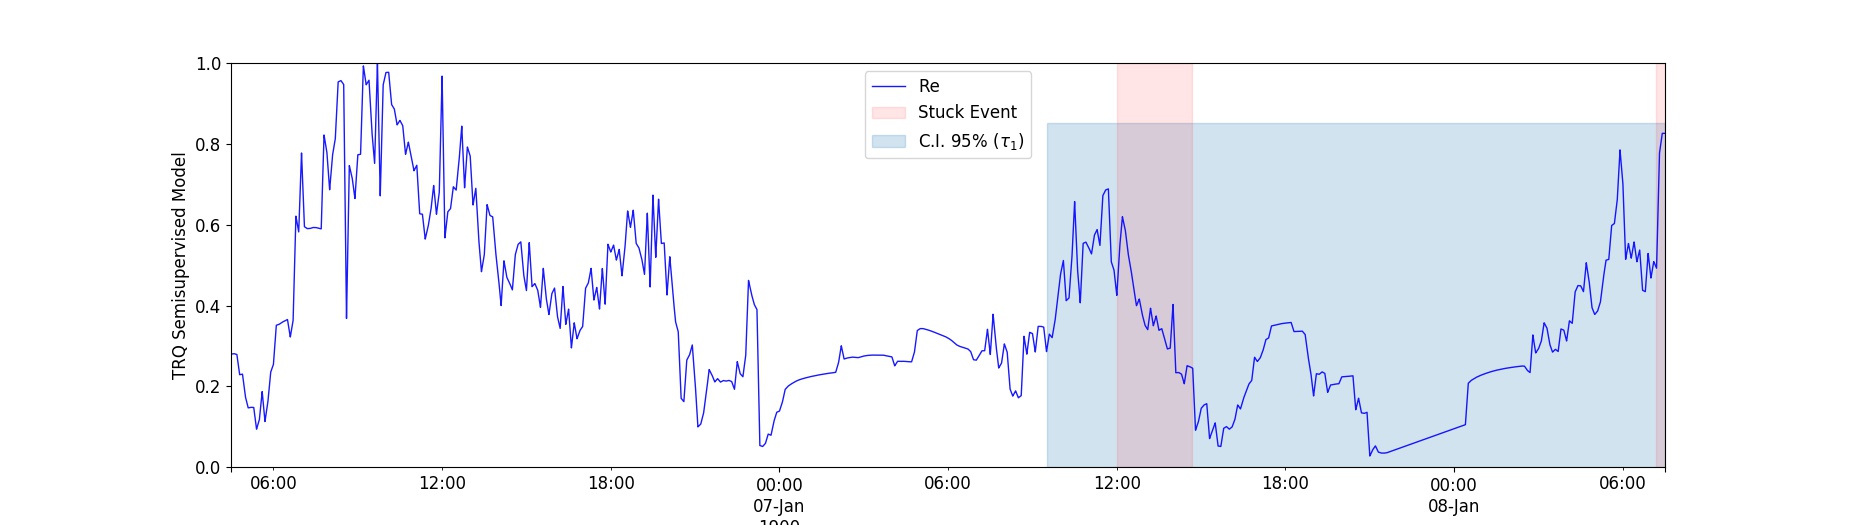 TRQ Semisupervised Model
1.0
0.8
0.6
0.4
0.2
0.0
Re
Stuck Event
C.I. 95% (τ₁)
06:00 12:00 18:00 00:00 06:00 12:00 18:00 00:00 06:00
07-Jan 08-Jan
1900